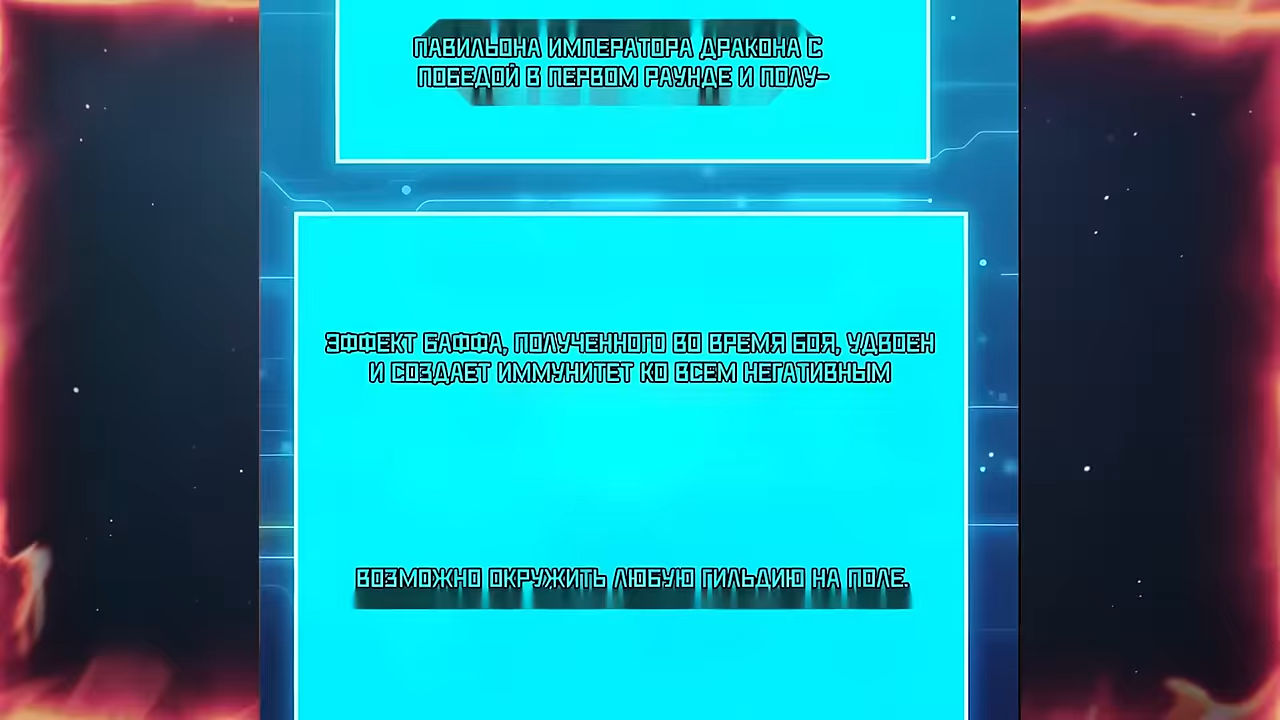 ПАВИЛЬОНА ИМПЕРАТОРА ДРАКОНА С
ПОБЕДОЙ В ПЕРВОМ РАУНДЕ И ПОЛУ-
ЭФФЕКТ БАФФА, ПОЛУЧЕННОГО ВО ВРЕМЯ БОЯ, УДВОЕН
И СОЗДАЕТ ИММУНИТЕТ КО ВСЕМ НЕГАТИВНЫМ
ВОЗМОЖНО ОКРУЖИТЬ ЛЮБУЮ ГИЛЬДИЮ НА ПОЛЕ.